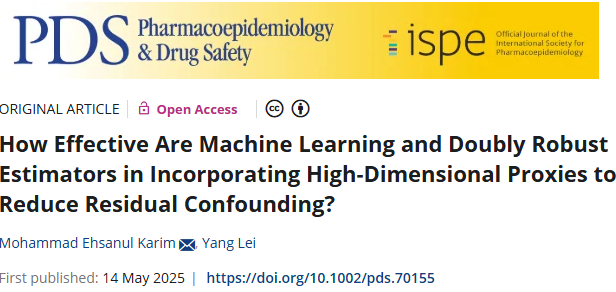 PDS Pharmacoepidemiology
& Drug Safety
ispe
Official Journal of the
International Society for
Pharmacoepidemiology
ORIGINAL ARTICLE | Open Access | cc
How Effective Are Machine Learning and Doubly Robust
Estimators in Incorporating High-Dimensional Proxies to
Reduce Residual Confounding?
Mohammad Ehsanul Karim, Yang Lei
First published: 14 May 2025 | https://doi.org/10.1002/pds.70155